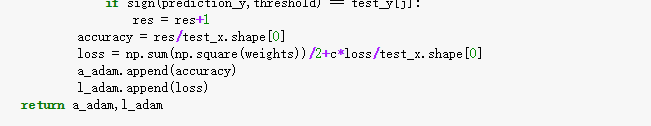 if sign(prediction_y,threshold) == test_y[j]:
res = res+1
accuracy = res/test_x.shape[0]
loss = np.sum(np.square(weights))/2+c*loss/test_x.shape[0]
a_adam.append(accuracy)
l_adam.append(loss)
return a_adam,l_adam